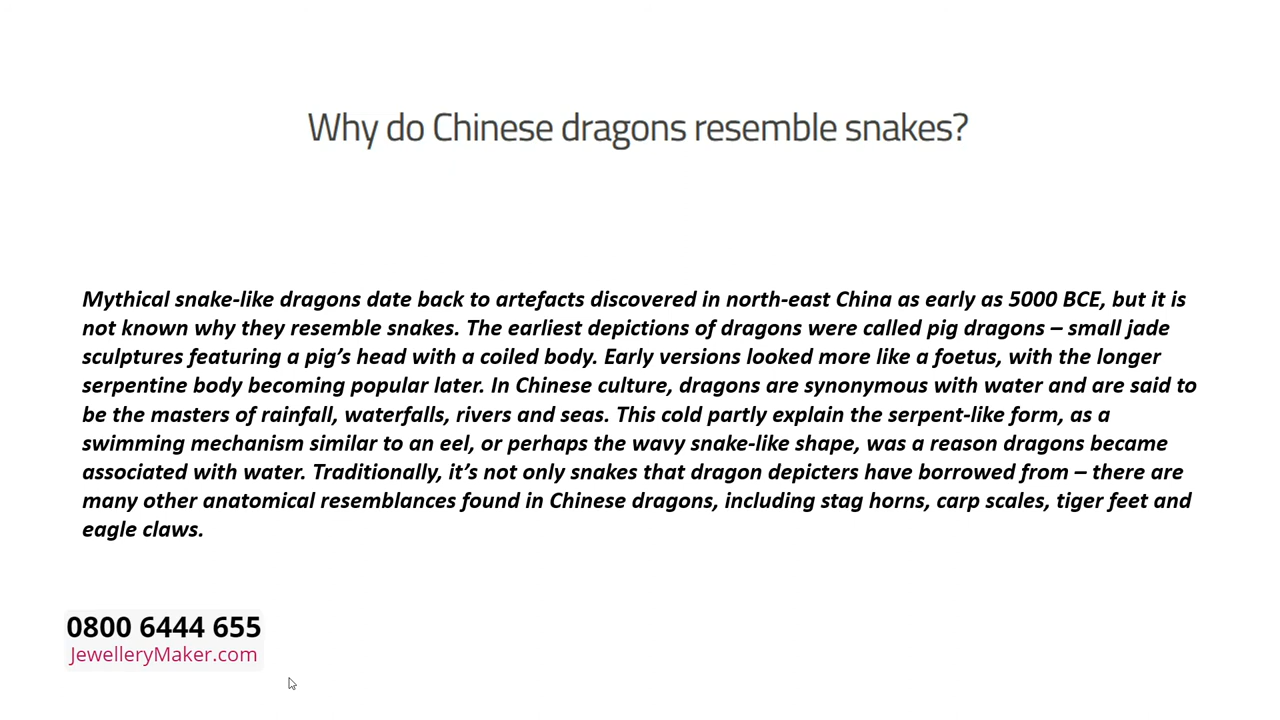 Why do Chinese dragons resemble snakes?
Mythical snake-like dragons date back to artefacts discovered in north-east China as early as 5000 BCE, but it is
not known why they resemble snakes. The earliest depictions of dragons were called pig dragons – small jade
sculptures featuring a pig’s head with a coiled body. Early versions looked more like a foetus, with the longer
serpentine body becoming popular later. In Chinese culture, dragons are synonymous with water and are said to
be the masters of rainfall, waterfalls, rivers and seas. This cold partly explain the serpent-like form, as a
swimming mechanism similar to an eel, or perhaps the wavy snake-like shape, was a reason dragons became
associated with water. Traditionally, it’s not only snakes that dragon depicters have borrowed from – there are
many other anatomical resemblances found in Chinese dragons, including stag horns, carp scales, tiger feet and
eagle claws.
0800 6444 655
JewelleryMaker.com